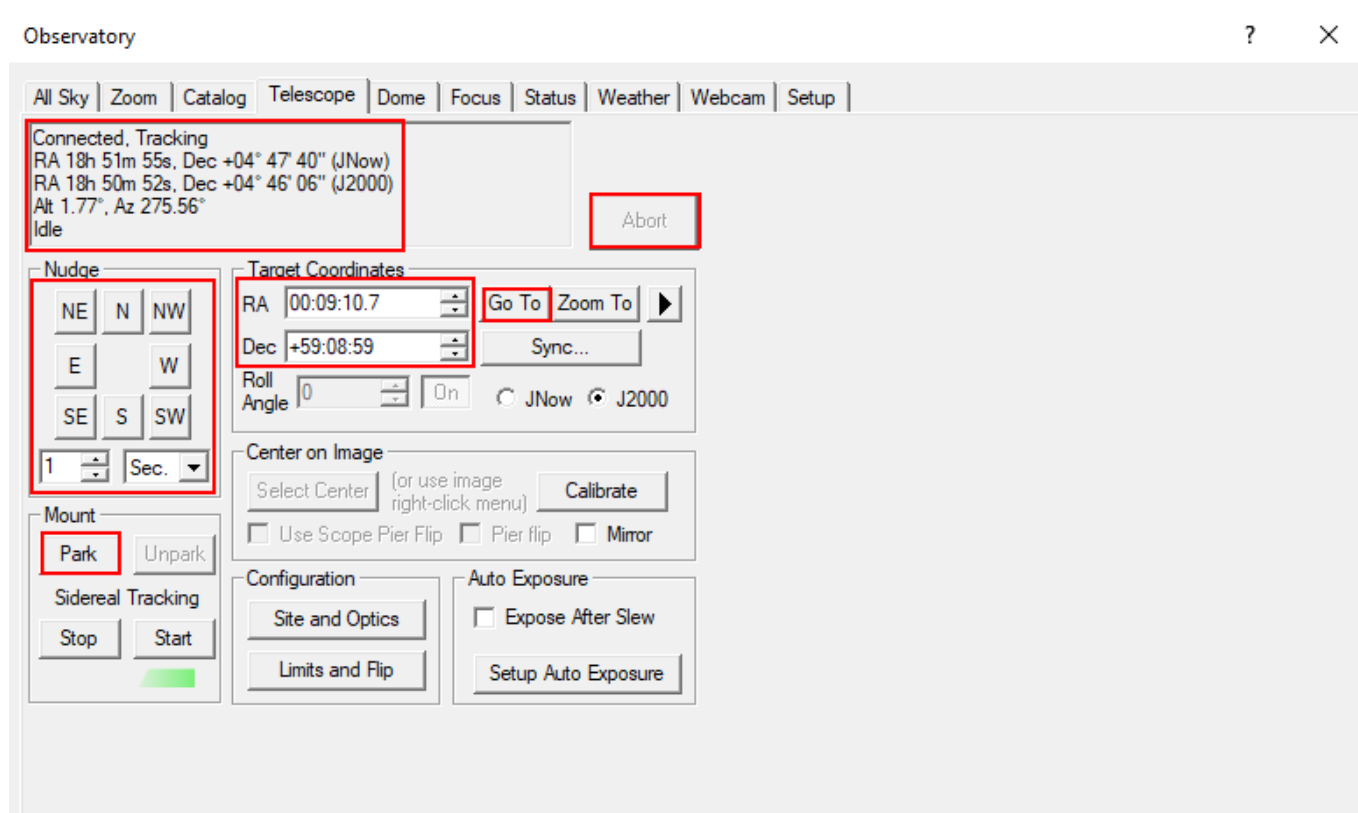 Observatory ? ×
All Sky Zoom Catalog Telescope Dome Focus Status Weather Webcam Setup
Connected, Tracking
RA 18h 51m 55s, Dec +04° 47' 40" (JNow)
RA 18h 50m 52s, Dec +04° 46' 06" (J2000)
Alt 1.77°, Az 275.56°
Idle
Abort
Nudge
NE N NW
E W
SE S SW
1 Sec.
Target Coordinates
RA 00:09:10.7 Go To Zoom To
Dec +59:08:59 Sync...
Roll
Angle 0 On JNow J2000
Center on Image
Select Center (or use image
right-click menu) Calibrate
Use Scope Pier Flip Pier flip Mirror
Mount
Park Unpark
Sidereal Tracking
Stop Start
Configuration
Site and Optics
Limits and Flip
Auto Exposure
Expose After Slew
Setup Auto Exposure